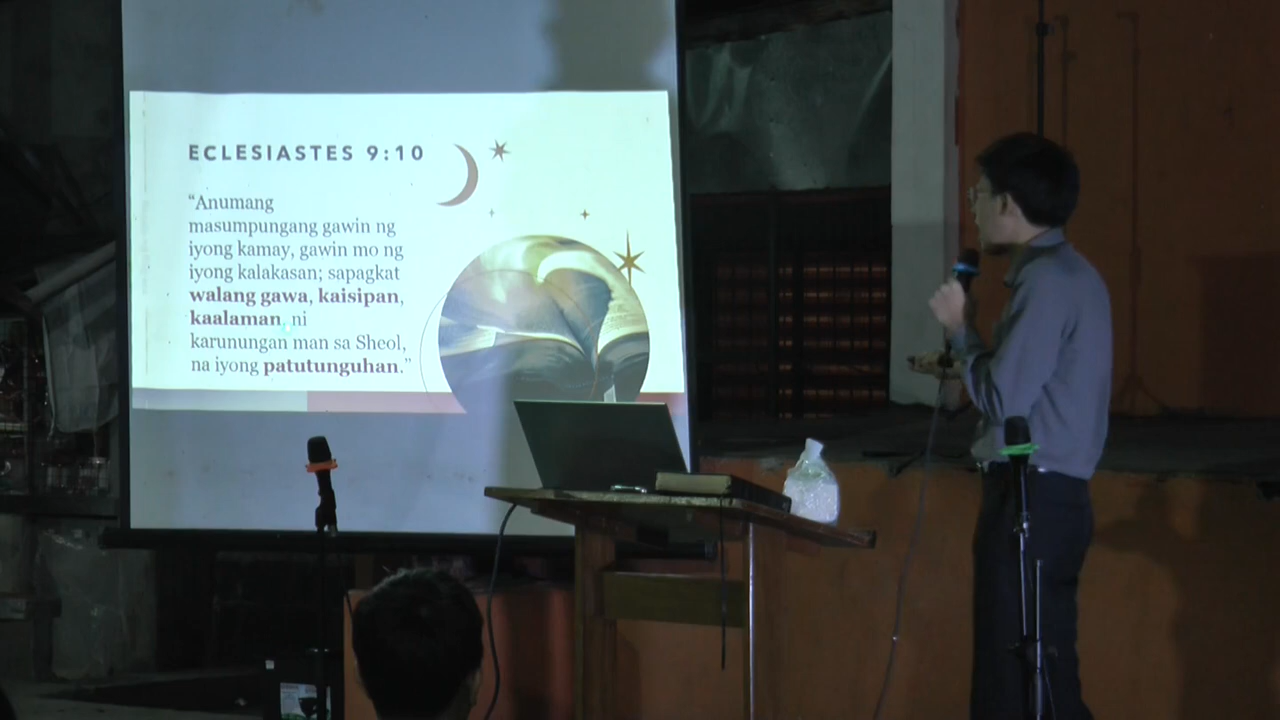 ECLESIASTES 9:10
“Anumang
masumpungang gawin ng
iyong kamay, gawin mo ng
iyong kalakasan; sapagkat
walang gawa, kaisipan,
kaalaman, ni
karunungan man sa Sheol,
na iyong patutunguhan.”